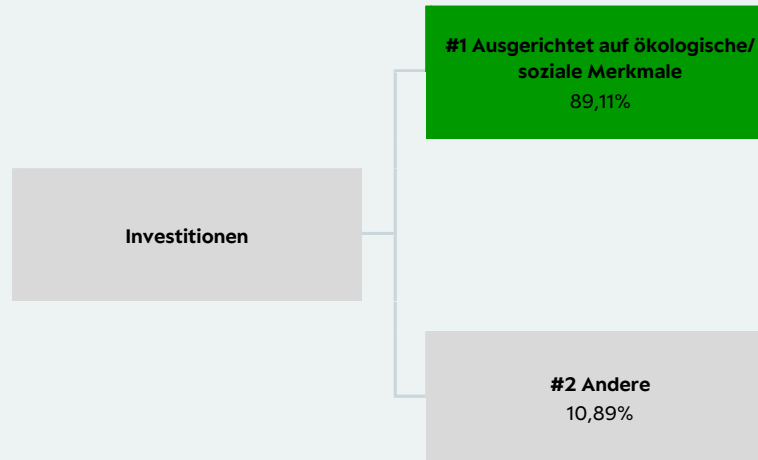 #1 Ausgerichtet auf ökologische/
soziale Merkmale
89,11%
Investitionen
#2 Andere
10,89%